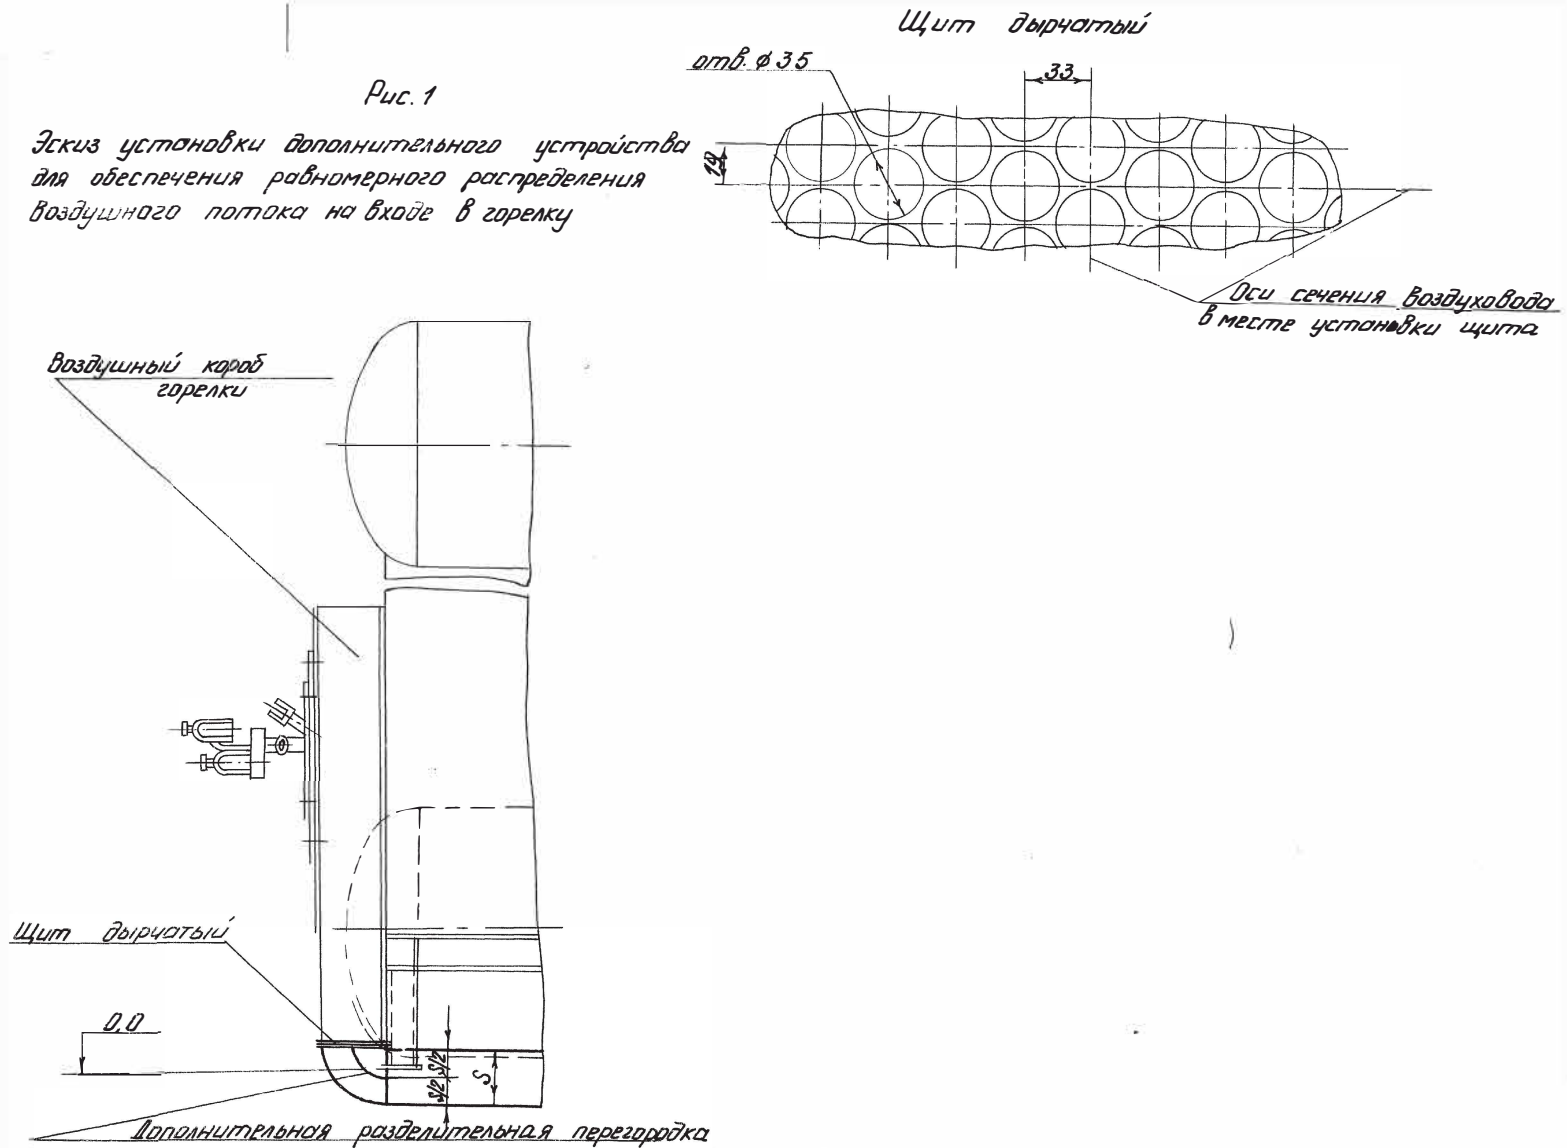 Рис. 1
Эскиз установки дополнительного устройства
для обеспечения равномерного распределения
воздушного потока на входе в горелку
Щит дырчатый
отв. ϕ 35
33
19
Оси сечения воздуховода
в месте установки щита
Воздушный короб
горелки
Щит дырчатый
0,0
S/2
S/2
S
Дополнительная разделительная перегородка